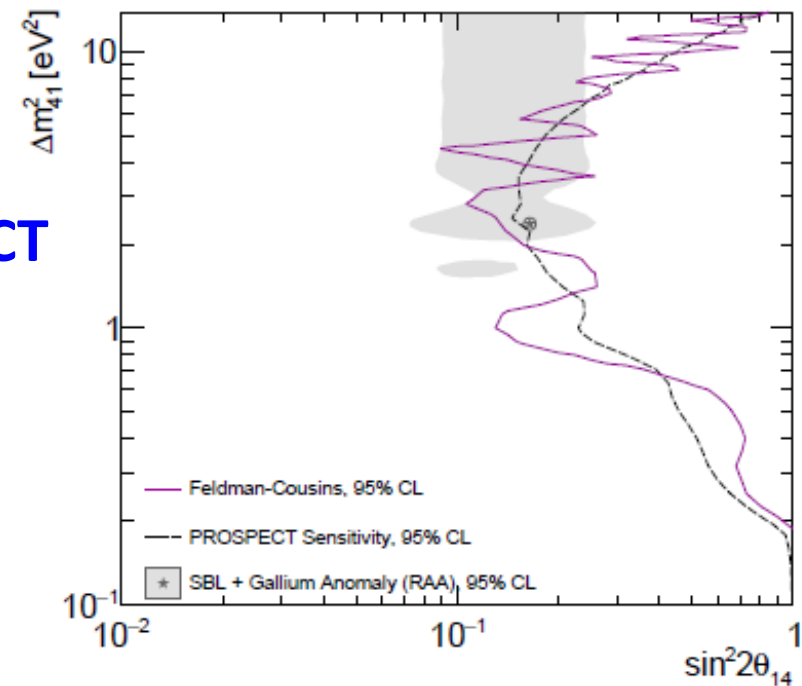 10
Δm²₄₁ [eV²]
CT
1
Feldman-Cousins, 95% CL
PROSPECT Sensitivity, 95% CL
SBL + Gallium Anomaly (RAA), 95% CL
10⁻¹
10⁻² 10⁻¹ 1
sin²2θ₁₄